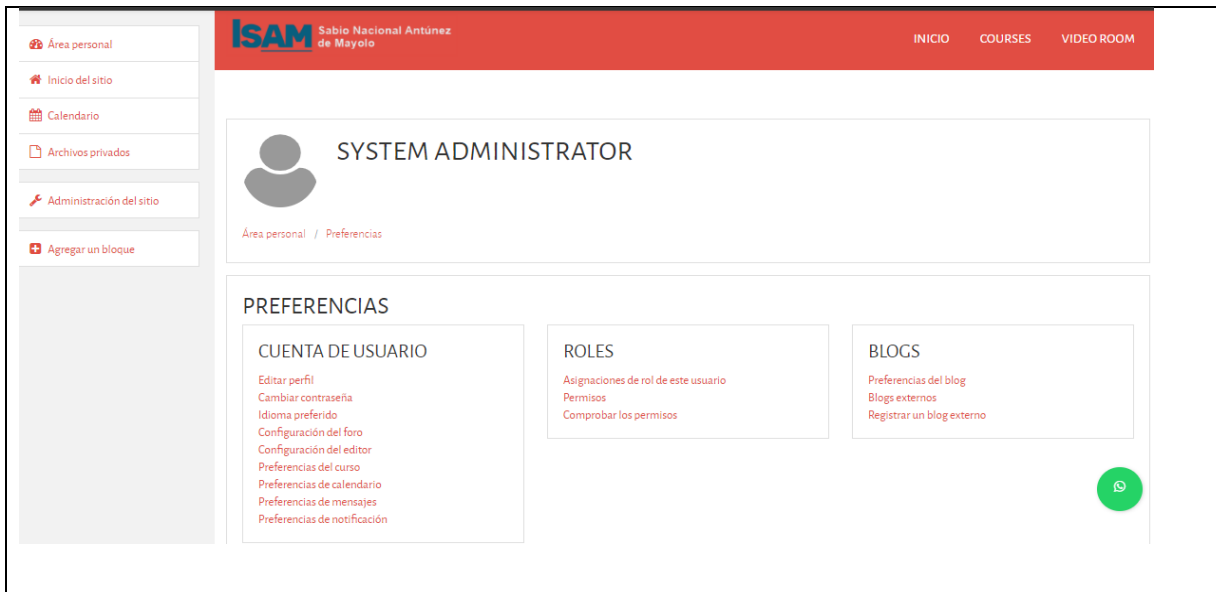 Área personal
Inicio del sitio
Calendario
Archivos privados
Administración del sitio
Agregar un bloque
ISAM
Sabio Nacional Antúnez
de Mayolo
INICIO COURSES VIDEO ROOM
SYSTEM ADMINISTRATOR
Área personal / Preferencias
PREFERENCIAS
CUENTA DE USUARIO
Editar perfil
Cambiar contraseña
Idioma preferido
Configuración del foro
Configuración del editor
Preferencias del curso
Preferencias de calendario
Preferencias de mensajes
Preferencias de notificación
ROLES
Asignaciones de rol de este usuario
Permisos
Comprobar los permisos
BLOGS
Preferencias del blog
Blogs externos
Registrar un blog externo